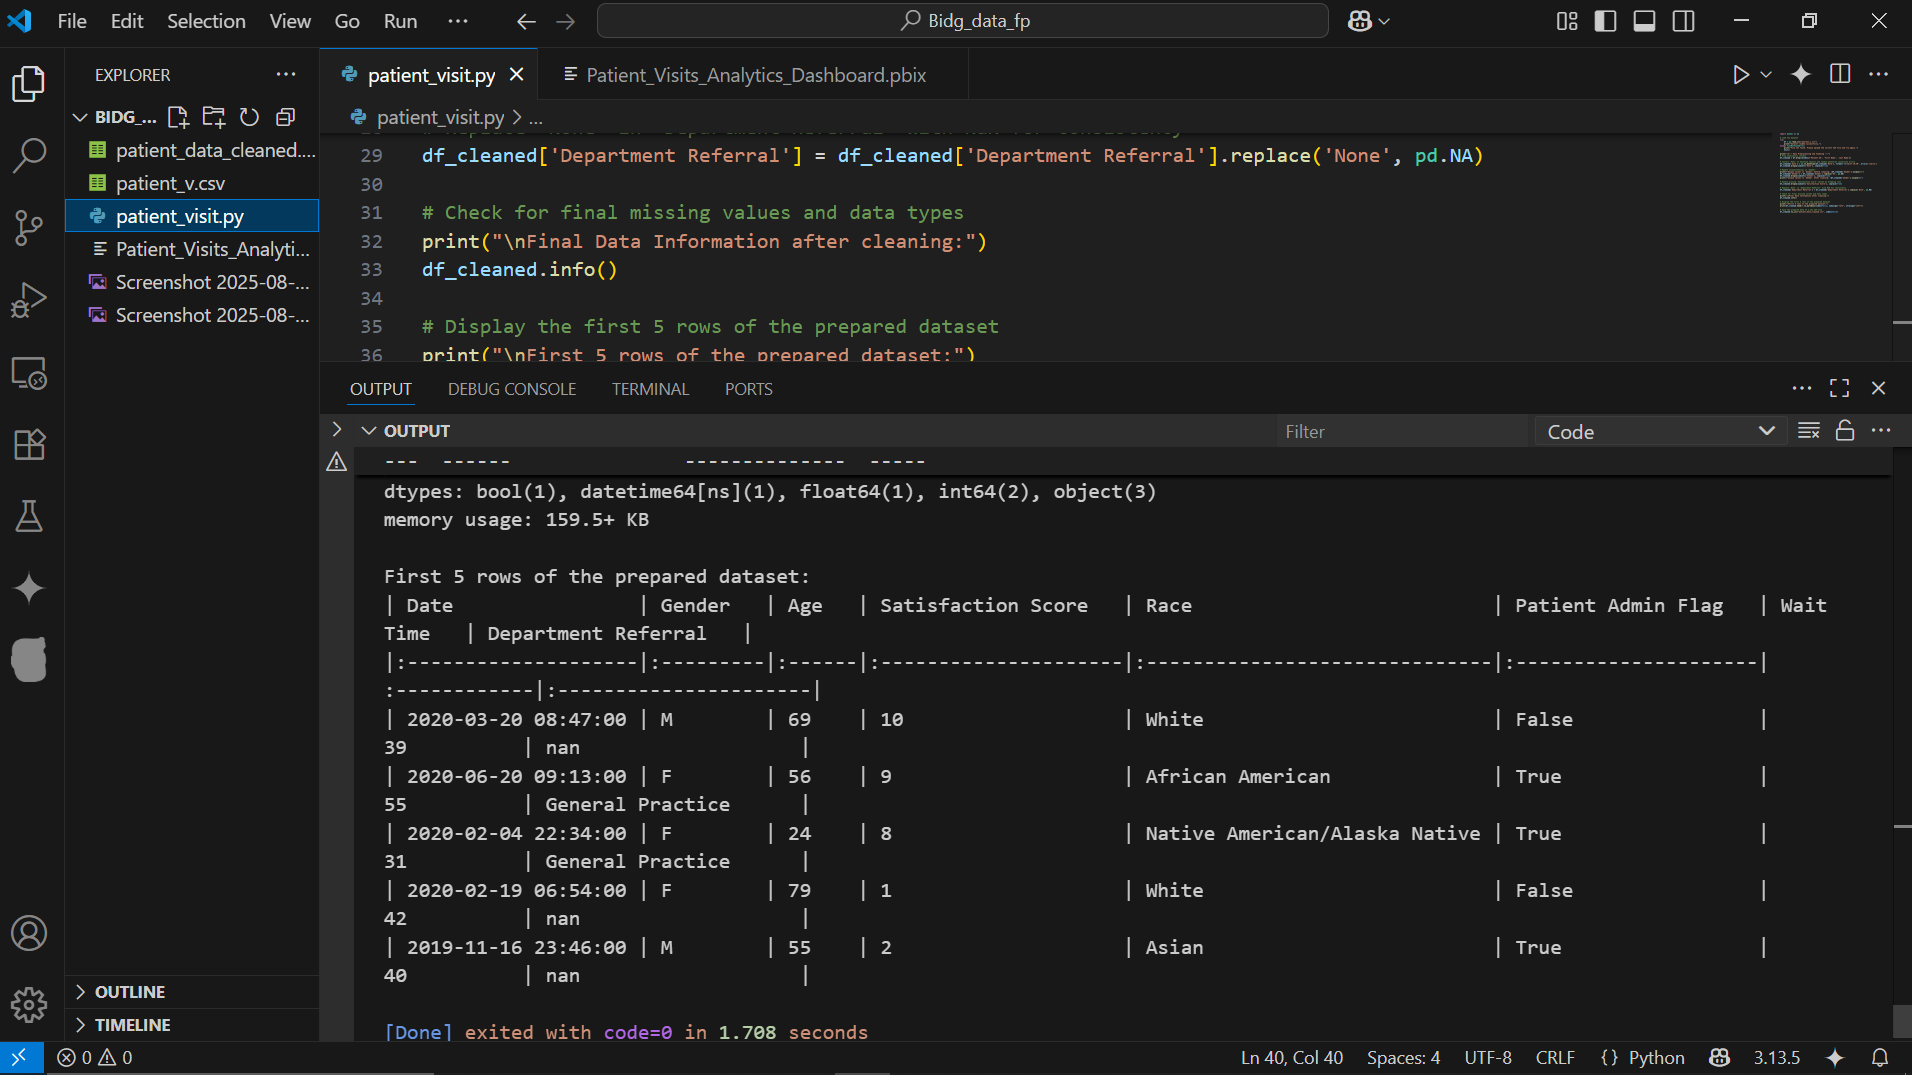 File Edit Selection View Go Run ··· Bidg_data_fp
EXPLORER ···
patient_visit.py
Patient_Visits_Analytics_Dashboard.pbix
BIDG_...
patient_data_cleaned....
patient_v.csv
patient_visit.py
Patient_Visits_Analyti...
Screenshot 2025-08-...
Screenshot 2025-08-...
OUTLINE
TIMELINE
patient_visit.py > ...
29 df_cleaned['Department Referral'] = df_cleaned['Department Referral'].replace('None', pd.NA)
30
31 # Check for final missing values and data types
32 print("\nFinal Data Information after cleaning:")
33 df_cleaned.info()
34
35 # Display the first 5 rows of the prepared dataset
36 print("\nFirst 5 rows of the prepared dataset:")
OUTPUT DEBUG CONSOLE TERMINAL PORTS
OUTPUT Filter Code
---  ------               --------------  -----
dtypes: bool(1), datetime64[ns](1), float64(1), int64(2), object(3)
memory usage: 159.5+ KB
First 5 rows of the prepared dataset:
| Date                | Gender   | Age   | Satisfaction Score   | Race                          | Patient Admin Flag   | Wait
Time   | Department Referral   |
|:--------------------|:---------|:------|:---------------------|:------------------------------|:---------------------|
:------------|:----------------------|
| 2020-03-20 08:47:00 | M        | 69    | 10                   | White                         | False                |
39          | nan                   |
| 2020-06-20 09:13:00 | F        | 56    | 9                    | African American              | True                 |
55          | General Practice      |
| 2020-02-04 22:34:00 | F        | 24    | 8                    | Native American/Alaska Native | True                 |
31          | General Practice      |
| 2020-02-19 06:54:00 | F        | 79    | 1                    | White                         | False                |
42          | nan                   |
| 2019-11-16 23:46:00 | M        | 55    | 2                    | Asian                         | True                 |
40          | nan                   |
[Done] exited with code=0 in 1.708 seconds
0 0 Ln 40, Col 40 Spaces: 4 UTF-8 CRLF {} Python 3.13.5